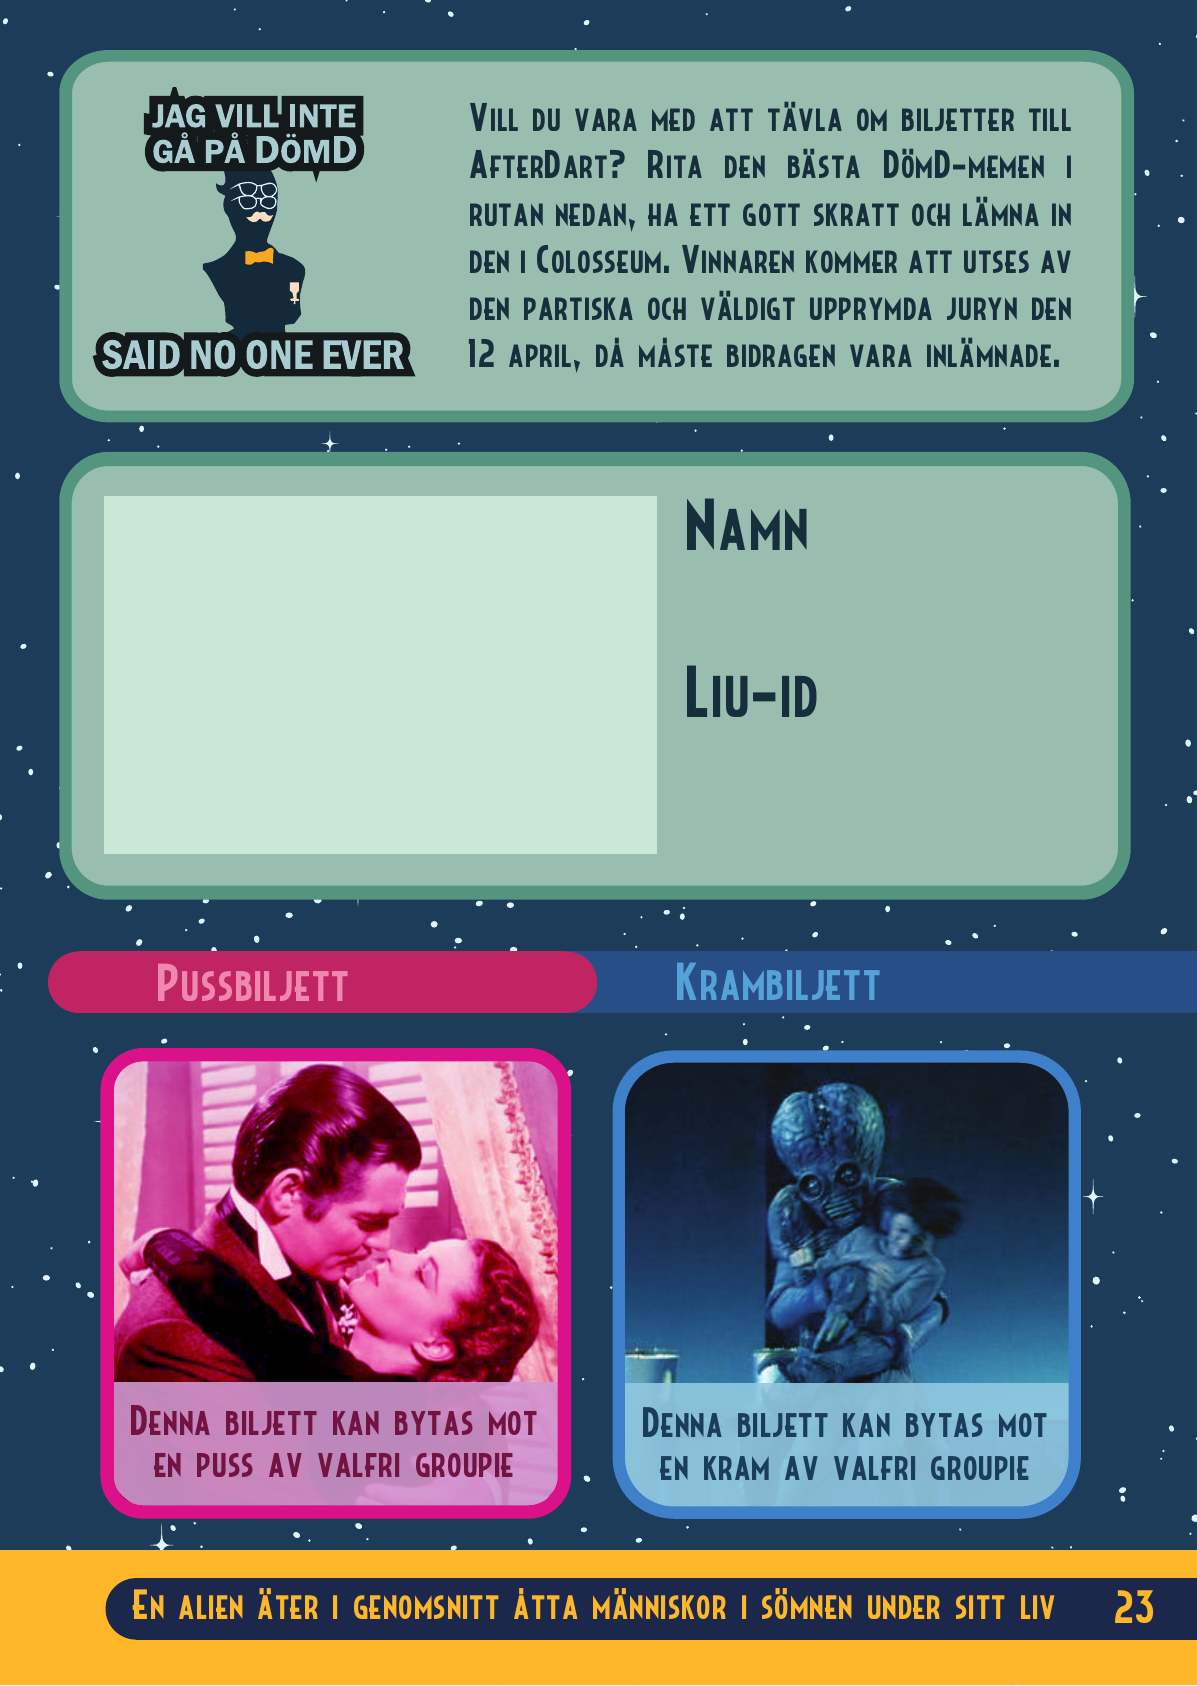 JAG VILL INTE
GÅ PÅ DÖMD
SAID NO ONE EVER
Vill du vara med att tävla om biljetter till
AfterDart? Rita den bästa DömD-memen i
rutan nedan, ha ett gott skratt och lämna in
den i Colosseum. Vinnaren kommer att utses av
den partiska och väldigt upprymda juryn den
12 april, då måste bidragen vara inlämnade.
Namn
Liu-id
Pussbiljett
Krambiljett
Denna biljett kan bytas mot
en puss av valfri groupie
Denna biljett kan bytas mot
en kram av valfri groupie
En alien äter i genomsnitt åtta människor i sömnen under sitt liv
23